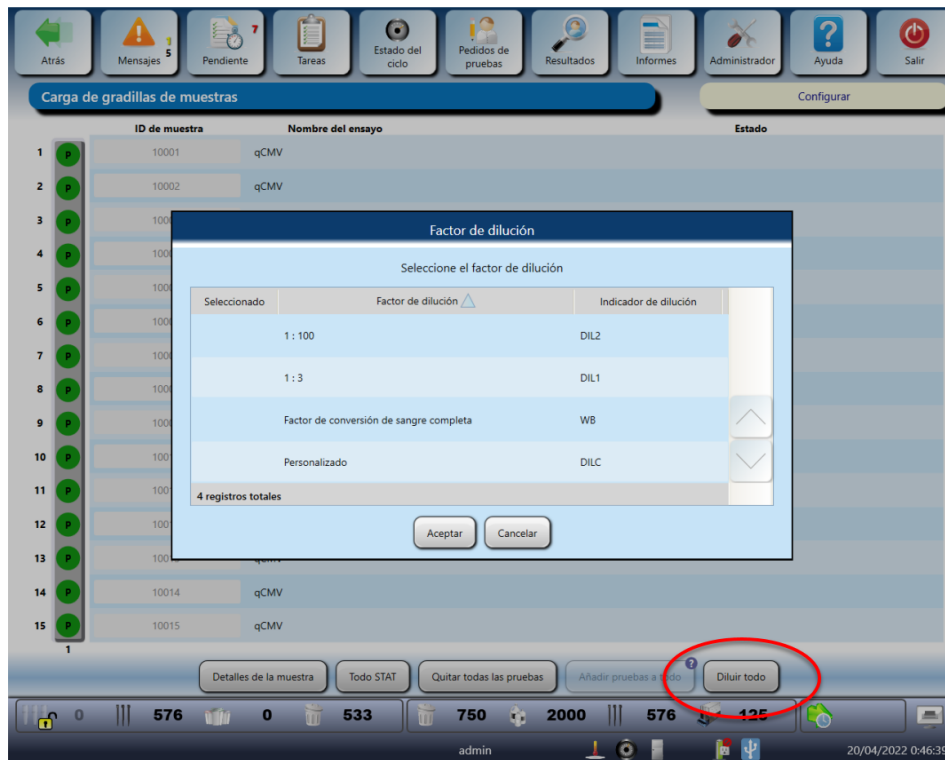 Atrás
Mensajes 1 5
Pendiente 7
Tareas
Estado del ciclo
Pedidos de pruebas
Resultados
Informes
Administrador
Ayuda
Salir
Carga de gradillas de muestras
Configurar
ID de muestra Nombre del ensayo Estado
1 P 10001 qCMV
2 P 10002 qCMV
3 P
4 P
5 P
6 P
7 P
8 P
9 P
10 P
11 P
12 P
13 P
14 P 10014 qCMV
15 P 10015 qCMV
1
Factor de dilución
Seleccione el factor de dilución
Seleccionado Factor de dilución Indicador de dilución
1 : 100 DIL2
1 : 3 DIL1
Factor de conversión de sangre completa WB
Personalizado DILC
4 registros totales
Aceptar Cancelar
Detalles de la muestra Todo STAT Quitar todas las pruebas Añadir pruebas a todo ? Diluir todo
0 576 0 533 750 2000 576 125
admin 20/04/2022 0:46:39